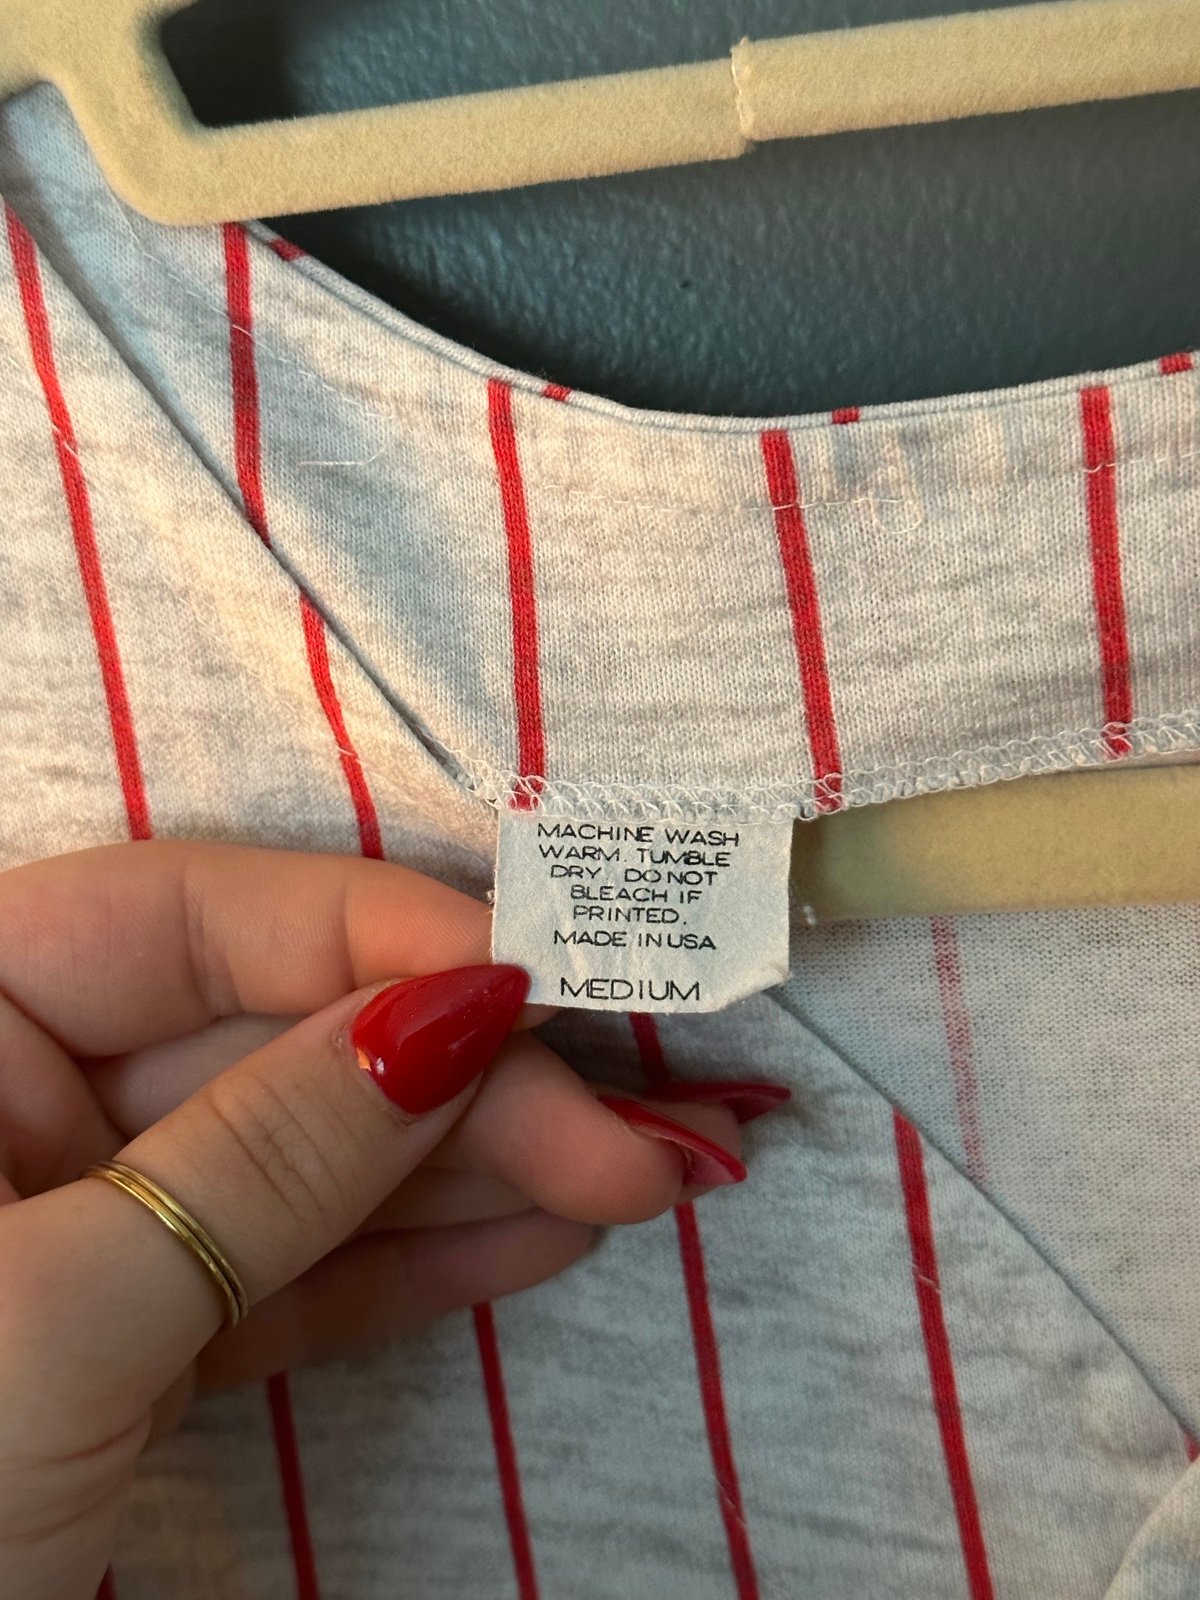 MACHINE WASH
WARM. TUMBLE
DRY. DO NOT
BLEACH IF
PRINTED.
MADE IN USA
MEDIUM